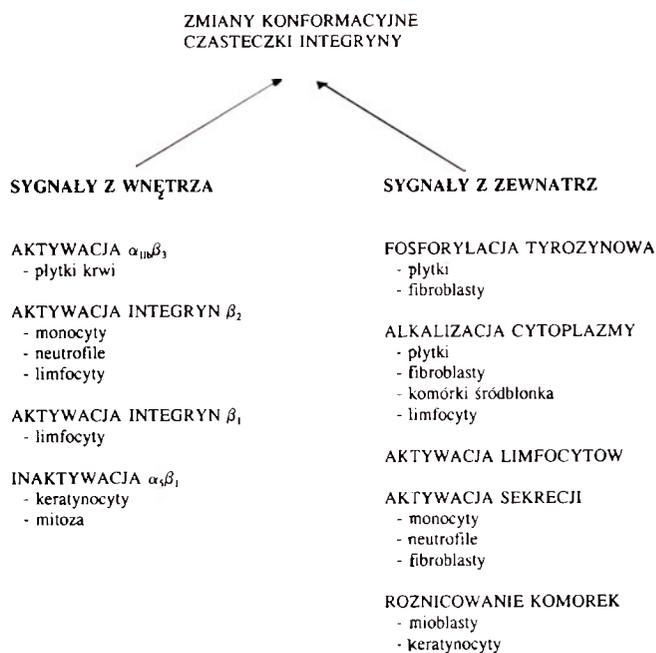 ZMIANY KONFORMACYJNE
CZASTECZKI INTEGRYNY
SYGNAŁY Z WNĘTRZA
AKTYWACJA α_IIbβ₃
- płytki krwi
AKTYWACJA INTEGRYN β₂
- monocyty
- neutrofile
- limfocyty
AKTYWACJA INTEGRYN β₁
- limfocyty
INAKTYWACJA α₅β₁
- keratynocyty
- mitoza
SYGNAŁY Z ZEWNATRZ
FOSFORYLACJA TYROZYNOWA
- płytki
- fibroblasty
ALKALIZACJA CYTOPLAZMY
- płytki
- fibroblasty
- komórki śródbłonka
- limfocyty
AKTYWACJA LIMFOCYTOW
AKTYWACJA SEKRECJI
- monocyty
- neutrofile
- fibroblasty
ROZNICOWANIE KOMOREK
- mioblasty
- keratynocyty